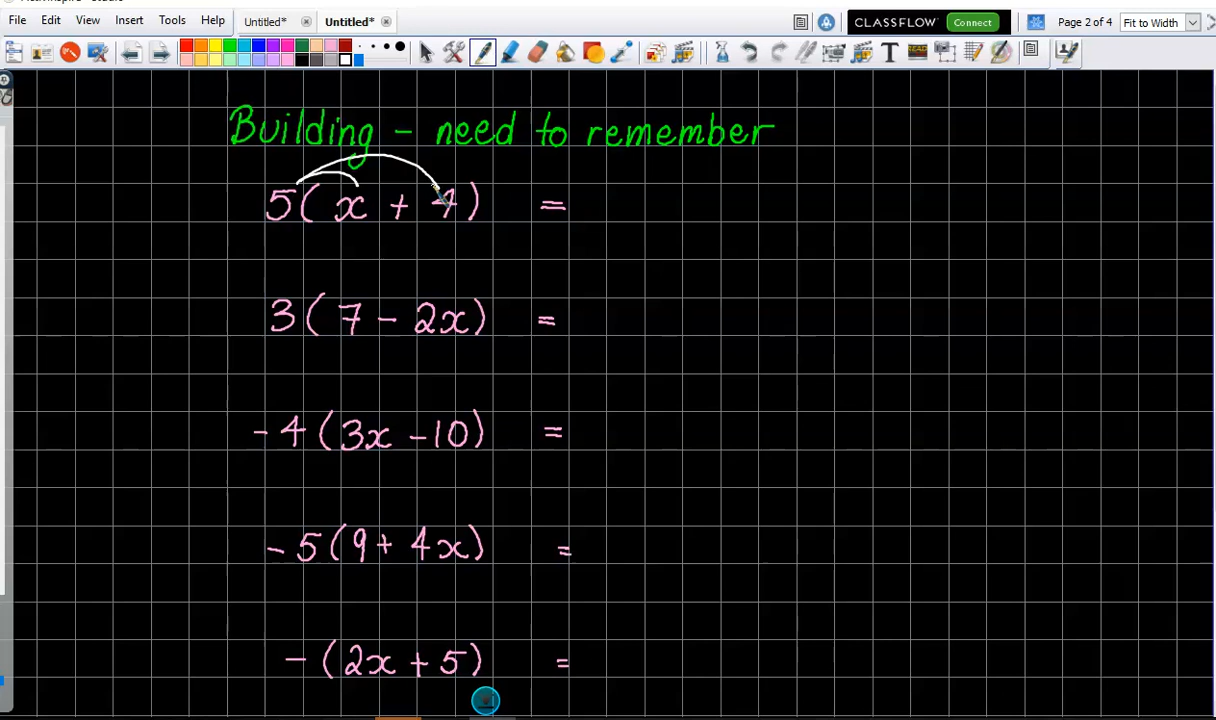 File Edit View Insert Tools Help Untitled* Untitled* CLASSFLOW Connect Page 2 of 4 Fit to Width
Building - need to remember
5( x + 4) =
3( 7 - 2x) =
-4 (3x -10) =
-5(9+ 4x) =
-(2x + 5) =